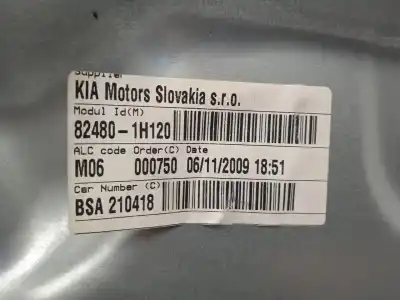 Supplier
KIA Motors Slovakia s.r.o.
Modul Id(M)
82480-1H120
ALC code Order(C) Date
M06 000750 06/11/2009 18:51
Car Number (C)
BSA 210418